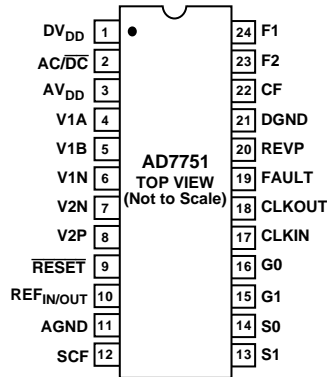 DVDD 1
AC/DC 2
AVDD 3
V1A 4
V1B 5
V1N 6
V2N 7
V2P 8
RESET 9
REFIN/OUT 10
AGND 11
SCF 12
AD7751
TOP VIEW
(Not to Scale)
24 F1
23 F2
22 CF
21 DGND
20 REVP
19 FAULT
18 CLKOUT
17 CLKIN
16 G0
15 G1
14 S0
13 S1